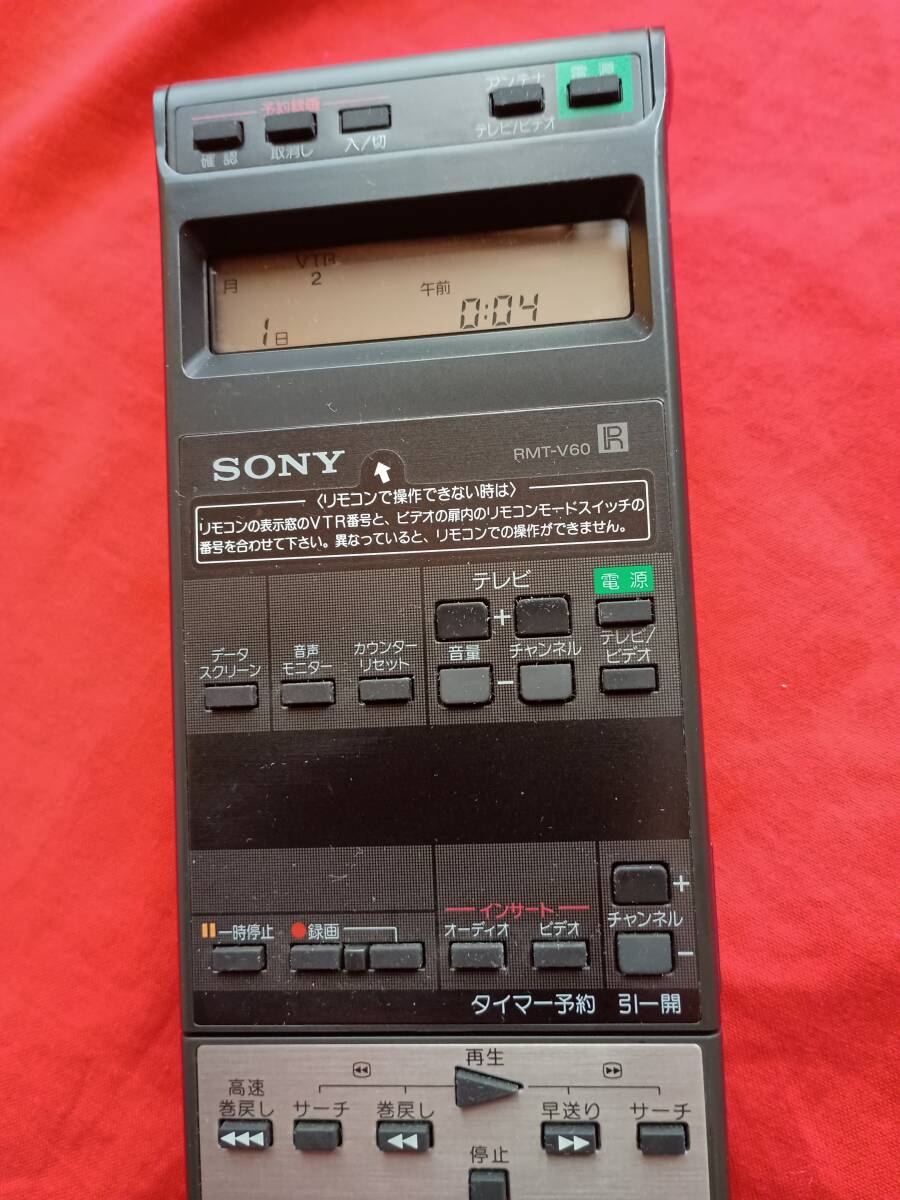 予約録画
アンテナ
電源
確認
取消し
入/切
テレビ/ビデオ
VTR
月
2
午前
1日
0:04
SONY
RMT-V60 R
〈リモコンで操作できない時は〉
リモコンの表示窓のVTR番号と、ビデオの扉内のリモコンモードスイッチの
番号を合わせて下さい。異なっていると、リモコンでの操作ができません。
テレビ
電源
+
データ
スクリーン
音声
モニター
カウンター
リセット
音量
チャンネル
テレビ/
ビデオ
−
インサート
+
一時停止
録画
オーディオ
ビデオ
チャンネル
−
タイマー予約 引ー開
再生
高速
巻戻し
サーチ
巻戻し
早送り
サーチ
停止